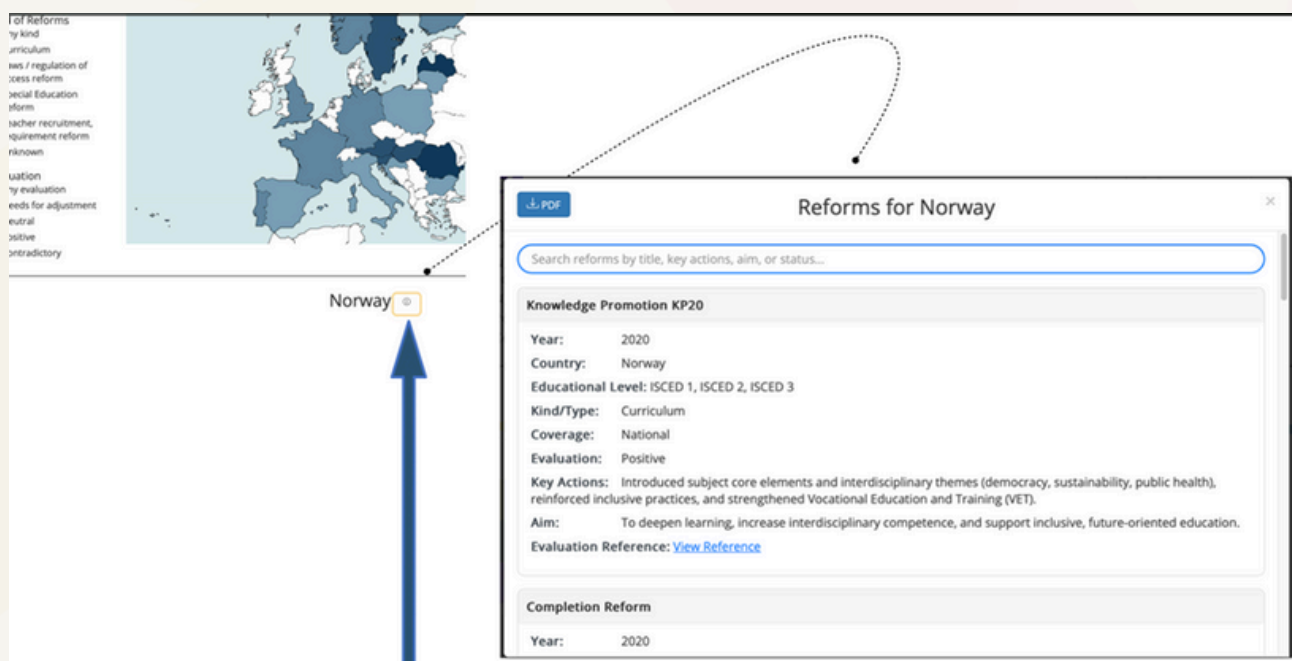 of Reforms
ny kind
urriculum
aws / regulation of
ccess reform
pecial Education
eform
eacher recruitment,
equirement reform
nknown
uation
ny evaluation
eeds for adjustment
eutral
ositive
ontradictory
Norway
PDF
Reforms for Norway
×
Search reforms by title, key actions, aim, or status...
Knowledge Promotion KP20
Year: 2020
Country: Norway
Educational Level: ISCED 1, ISCED 2, ISCED 3
Kind/Type: Curriculum
Coverage: National
Evaluation: Positive
Key Actions: Introduced subject core elements and interdisciplinary themes (democracy, sustainability, public health),
reinforced inclusive practices, and strengthened Vocational Education and Training (VET).
Aim: To deepen learning, increase interdisciplinary competence, and support inclusive, future-oriented education.
Evaluation Reference: View Reference
Completion Reform
Year: 2020